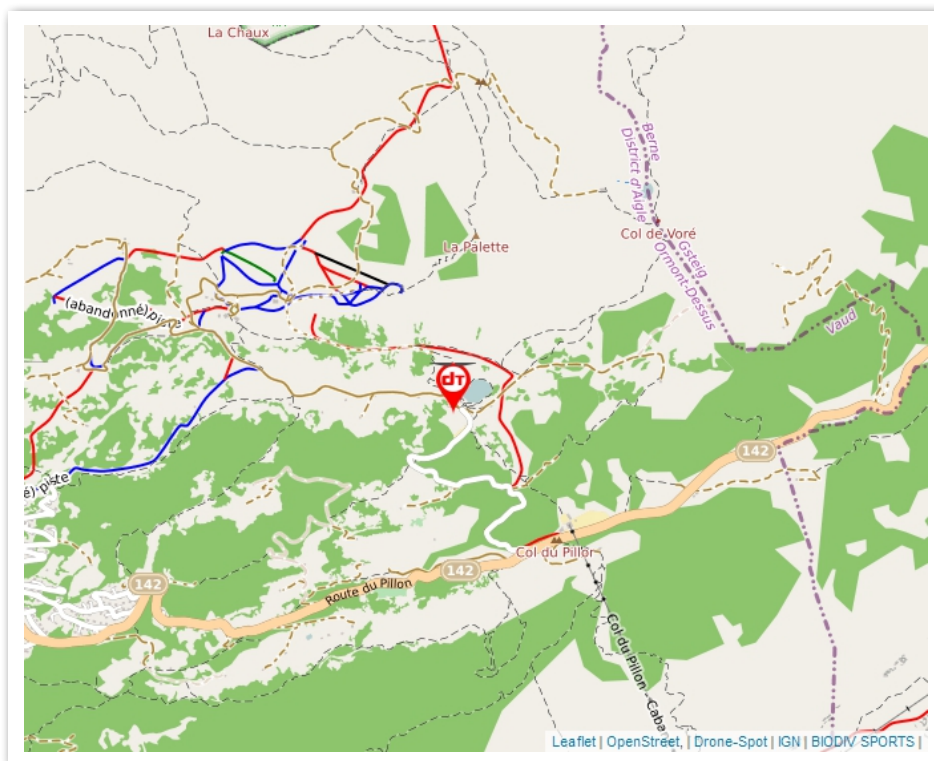 La Chaux
Berne
District d'Aigle
La Palette
Col de Voré
Gsteig
Ormont-Dessus
(abandonné) piste
Vaud
dT
142
é) piste
Col du Pillon
142
142
Route du Pillon
Col du Pillon - Caba
Leaflet | OpenStreet, | Drone-Spot | IGN | BIODIV SPORTS |